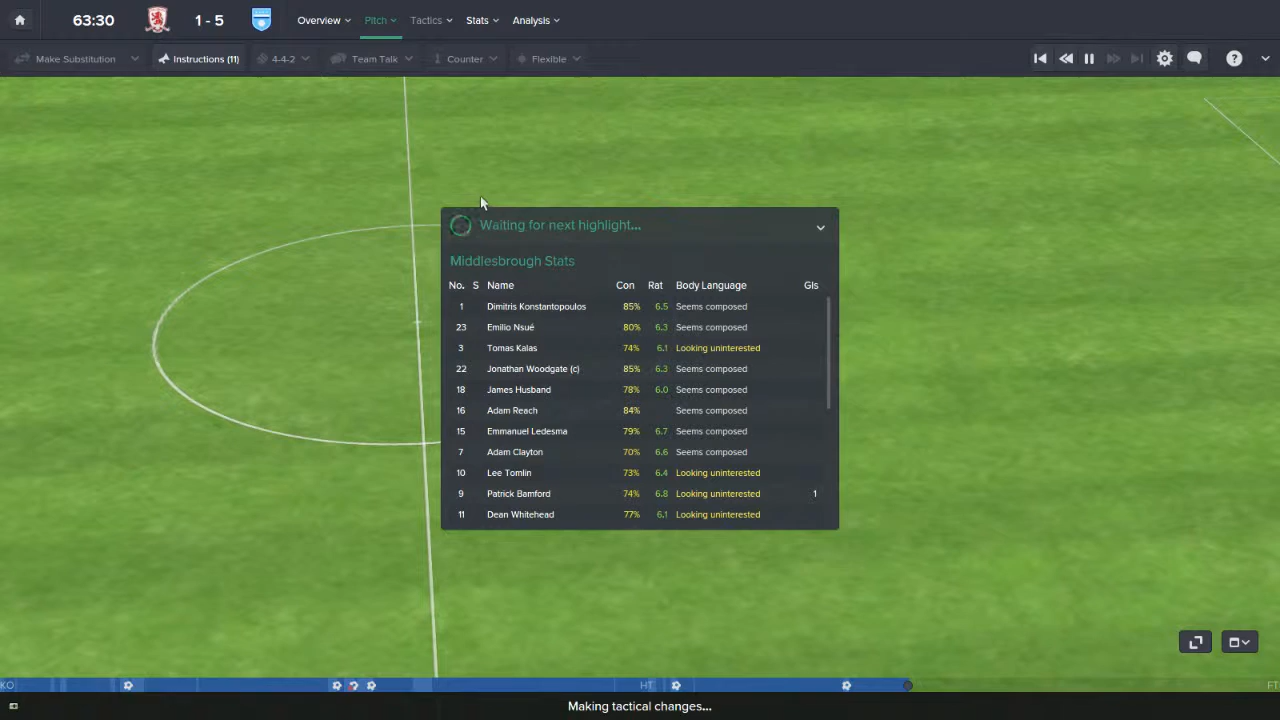 63:30 1 - 5 Overview Pitch Tactics Stats Analysis
Make Substitution Instructions (11) 4-4-2 Team Talk Counter Flexible ?
Waiting for next highlight...
Middlesbrough Stats
No. S Name Con Rat Body Language Gls
1 Dimitris Konstantopoulos 85% 6.5 Seems composed
23 Emilio Nsué 80% 6.3 Seems composed
3 Tomas Kalas 74% 6.1 Looking uninterested
22 Jonathan Woodgate (c) 85% 6.3 Seems composed
18 James Husband 78% 6.0 Seems composed
16 Adam Reach 84% Seems composed
15 Emmanuel Ledesma 79% 6.7 Seems composed
7 Adam Clayton 70% 6.6 Seems composed
10 Lee Tomlin 73% 6.4 Looking uninterested
9 Patrick Bamford 74% 6.8 Looking uninterested 1
11 Dean Whitehead 77% 6.1 Looking uninterested
KO HT FT
Making tactical changes...